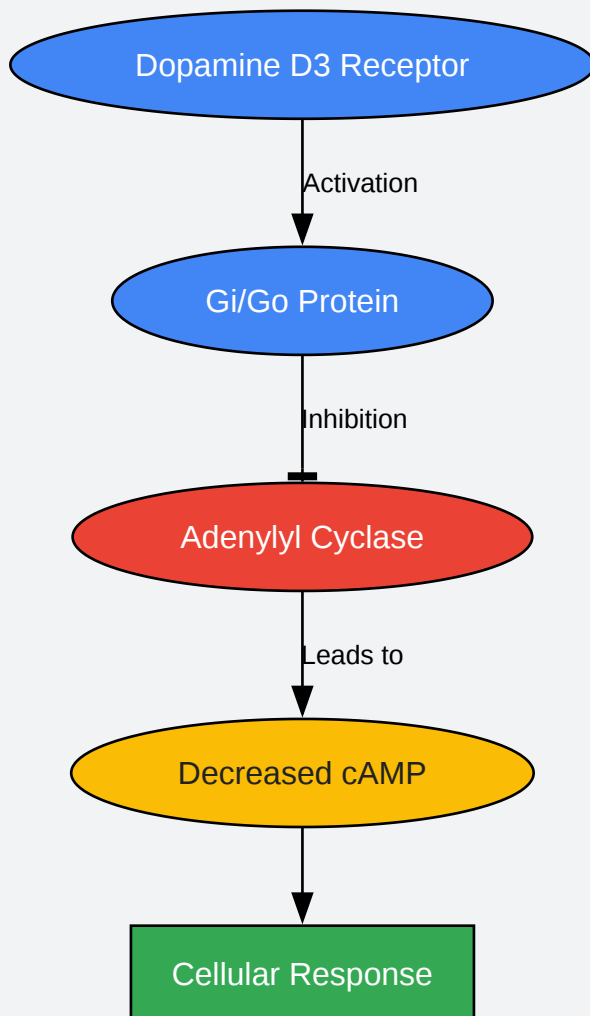 Dopamine D3 Receptor
Activation
Gi/Go Protein
Inhibition
Adenylyl Cyclase
Leads to
Decreased cAMP
Cellular Response